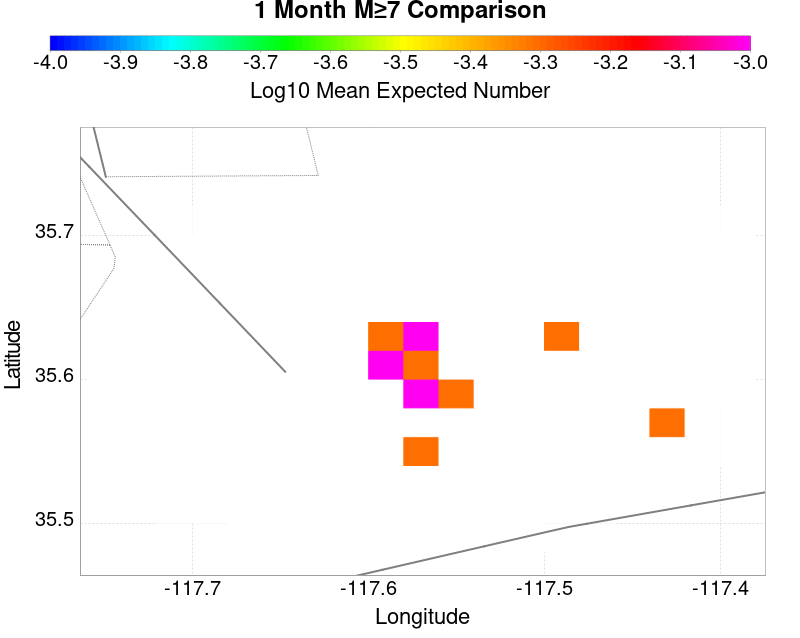 1 Month M≥7 Comparison
-4.0 -3.9 -3.8 -3.7 -3.6 -3.5 -3.4 -3.3 -3.2 -3.1 -3.0
Log10 Mean Expected Number
35.7
35.6
35.5
Latitude
-117.7 -117.6 -117.5 -117.4
Longitude